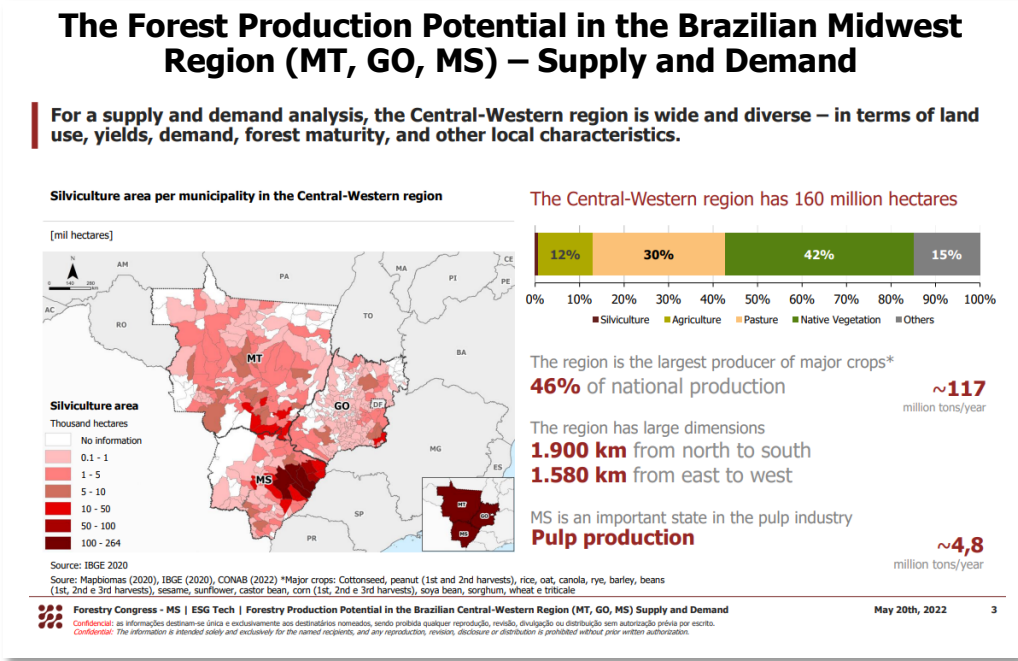 The Forest Production Potential in the Brazilian Midwest
Region (MT, GO, MS) – Supply and Demand
For a supply and demand analysis, the Central-Western region is wide and diverse – in terms of land
use, yields, demand, forest maturity, and other local characteristics.
Silviculture area per municipality in the Central-Western region
[mil hectares]
N
0 140 280
km
AM
PA
MA
CE
PI
PE
AC
RO
TO
BA
MT
GO
DF
MG
ES
MS
SP
PR
MT
GO
MS
Silviculture area
Thousand hectares
No information
0.1 - 1
1 - 5
5 - 10
10 - 50
50 - 100
100 - 264
Source: IBGE 2020
The Central-Western region has 160 million hectares
12% 30% 42% 15%
0% 10% 20% 30% 40% 50% 60% 70% 80% 90% 100%
Silviculture Agriculture Pasture Native Vegetation Others
The region is the largest producer of major crops*
46% of national production
~117
million tons/year
The region has large dimensions
1.900 km from north to south
1.580 km from east to west
MS is an important state in the pulp industry
Pulp production
~4,8
million tons/year
Soure: Mapbiomas (2020), IBGE (2020), CONAB (2022) *Major crops: Cottonseed, peanut (1st and 2nd harvests), rice, oat, canola, rye, barley, beans
(1st, 2nd e 3rd harvests), sesame, sunflower, castor bean, corn (1st, 2nd e 3rd harvests), soya bean, sorghum, wheat e triticale
Forestry Congress - MS | ESG Tech | Forestry Production Potential in the Brazilian Central-Western Region (MT, GO, MS) Supply and Demand
May 20th, 2022 3
Confidencial: as informações destinam-se única e exclusivamente aos destinatários nomeados, sendo proibida qualquer reprodução, revisão, divulgação ou distribuição sem autorização prévia por escrito.
Confidential: The information is intended solely and exclusively for the named recipients, and any reproduction, revision, disclosure or distribution is prohibited without prior written authorization.